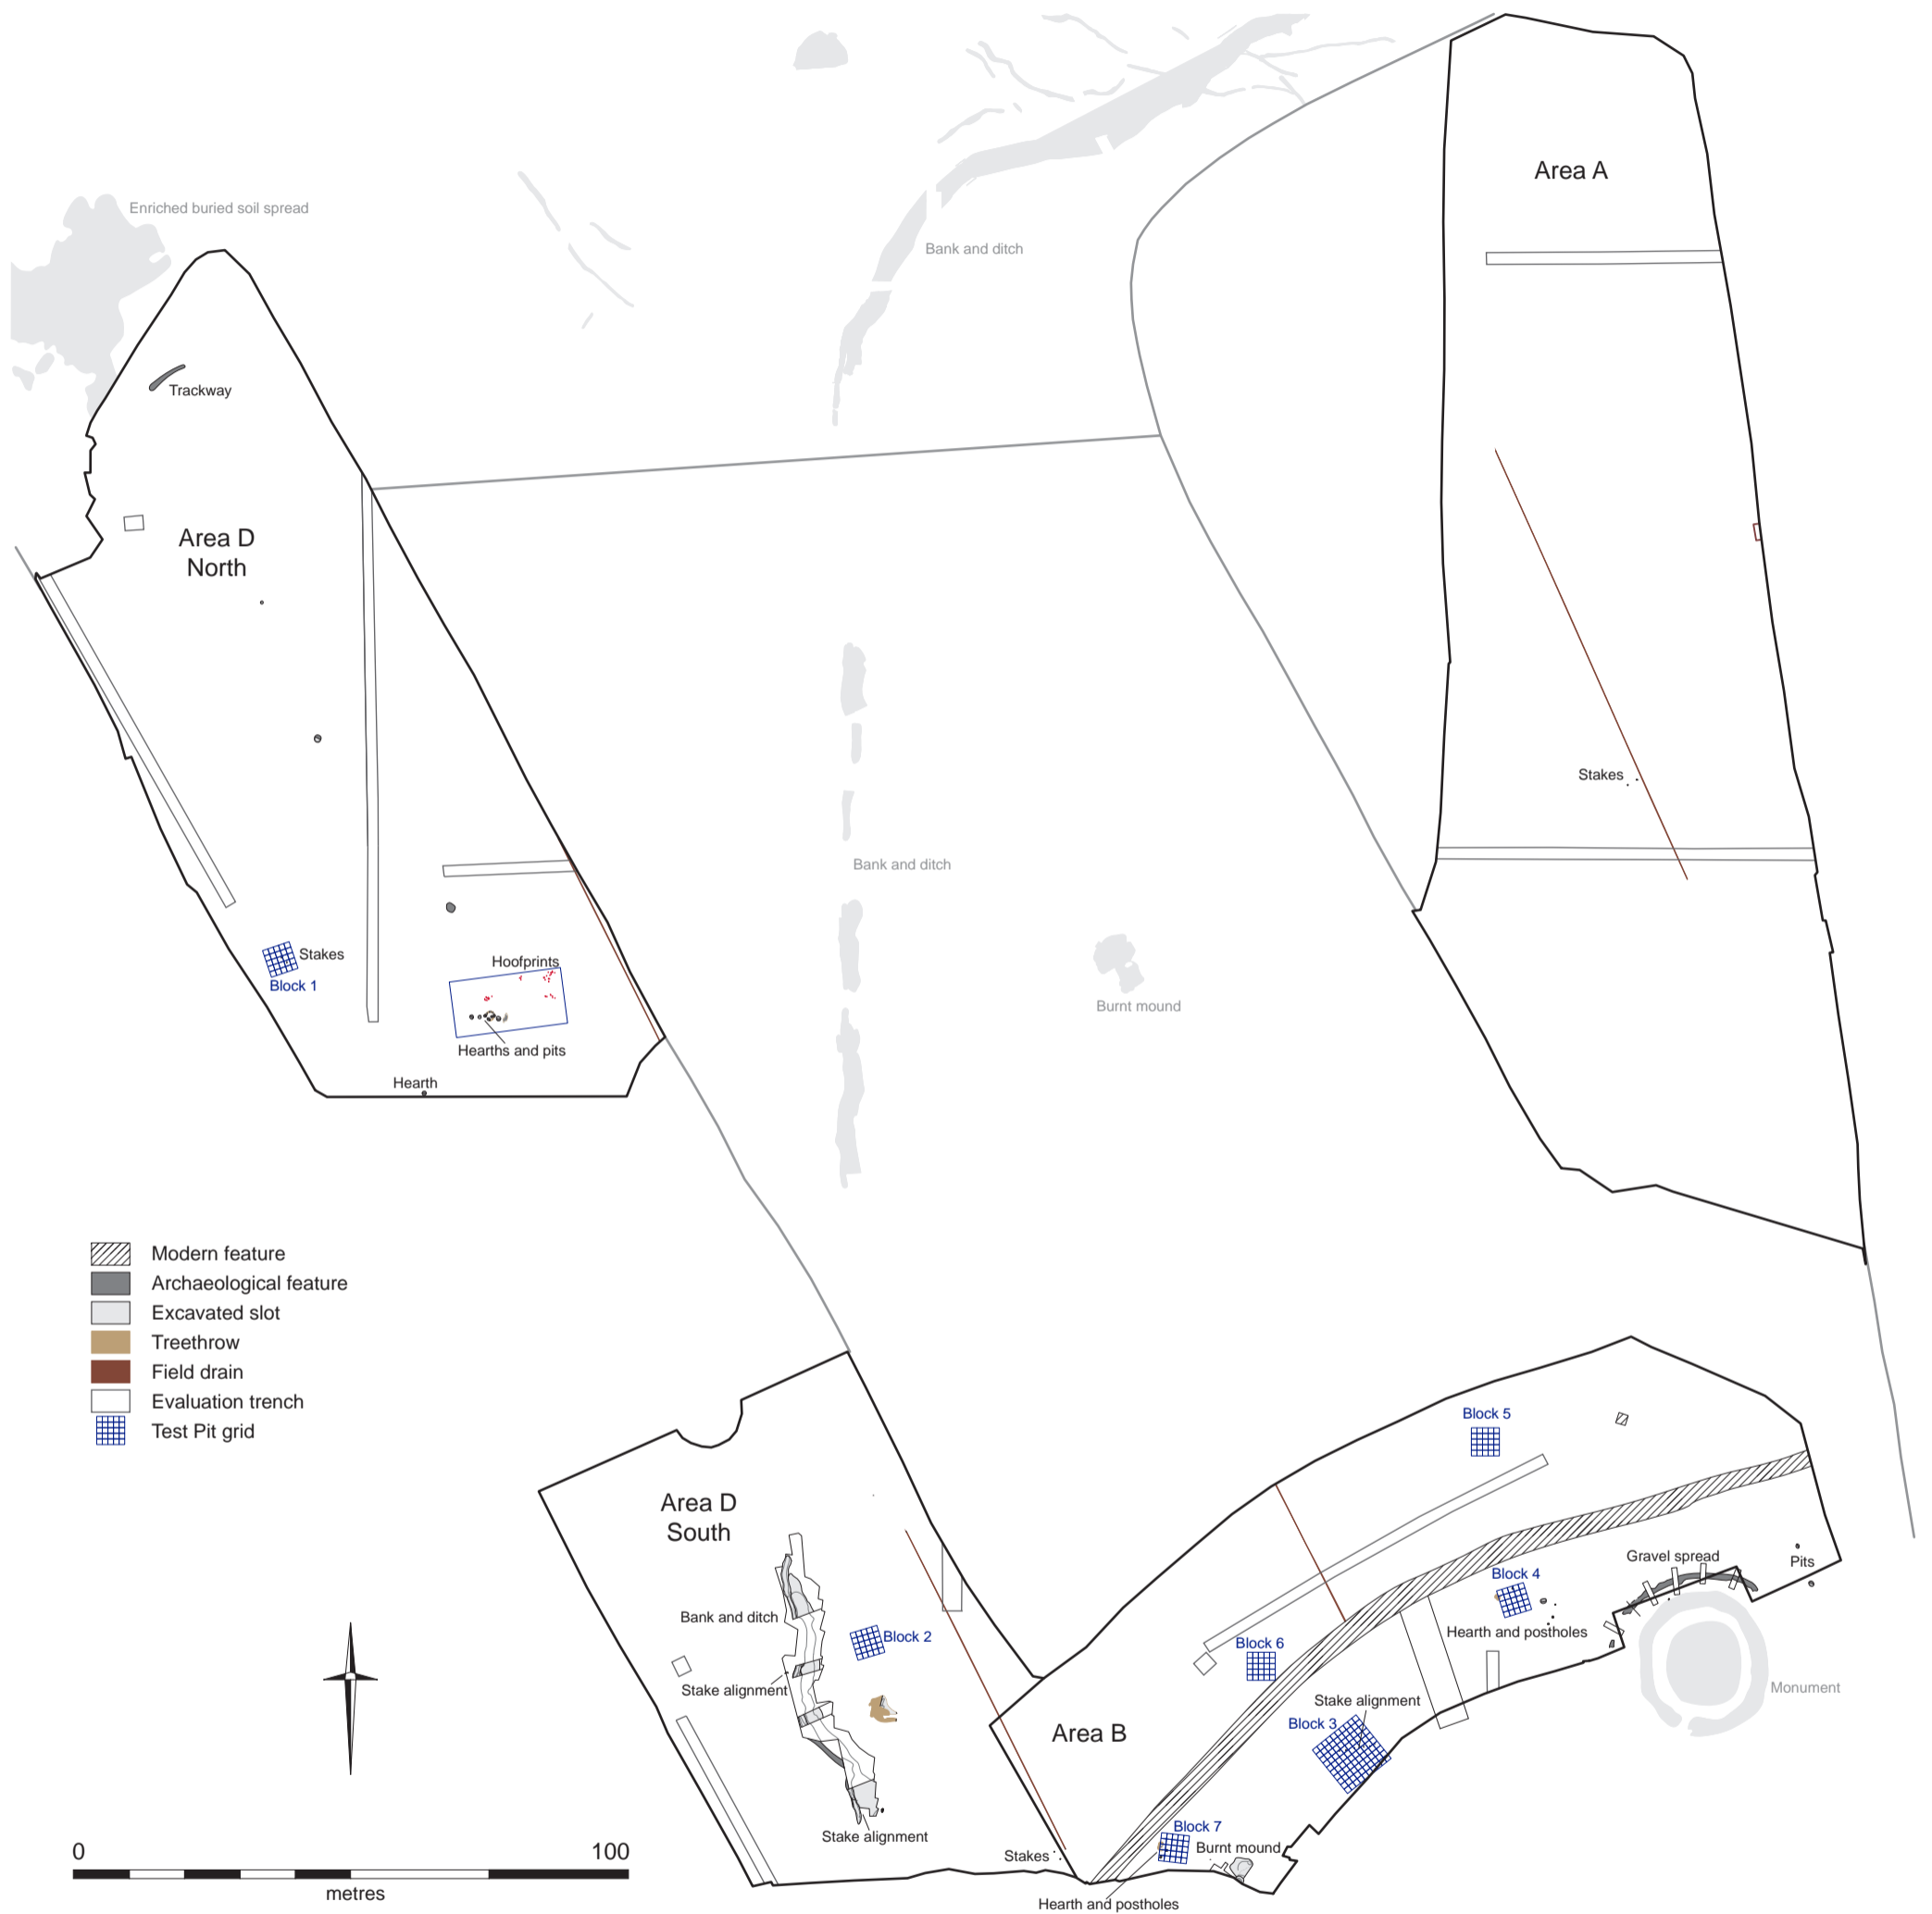 Area A
Enriched buried soil spread
Bank and ditch
Trackway
Area D
North
Stakes
Bank and ditch
Stakes
Block 1
Hoofprints
Burnt mound
Hearths and pits
Hearth
Modern feature
Archaeological feature
Excavated slot
Treethrow
Field drain
Evaluation trench
Test Pit grid
Block 5
Area D
South
Gravel spread
Pits
Block 4
Bank and ditch
Block 2
Hearth and postholes
Block 6
Stake alignment
Monument
Stake alignment
Block 3
Area B
Block 7
Stake alignment
Burnt mound
Stakes
0
100
metres
Hearth and postholes